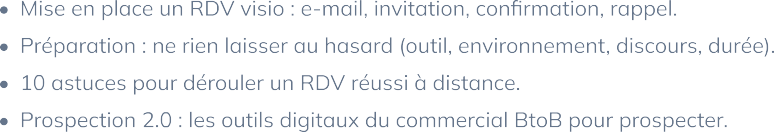 • Mise en place un RDV visio : e-mail, invitation, confirmation, rappel.
• Préparation : ne rien laisser au hasard (outil, environnement, discours, durée).
• 10 astuces pour dérouler un RDV réussi à distance.
• Prospection 2.0 : les outils digitaux du commercial BtoB pour prospecter.